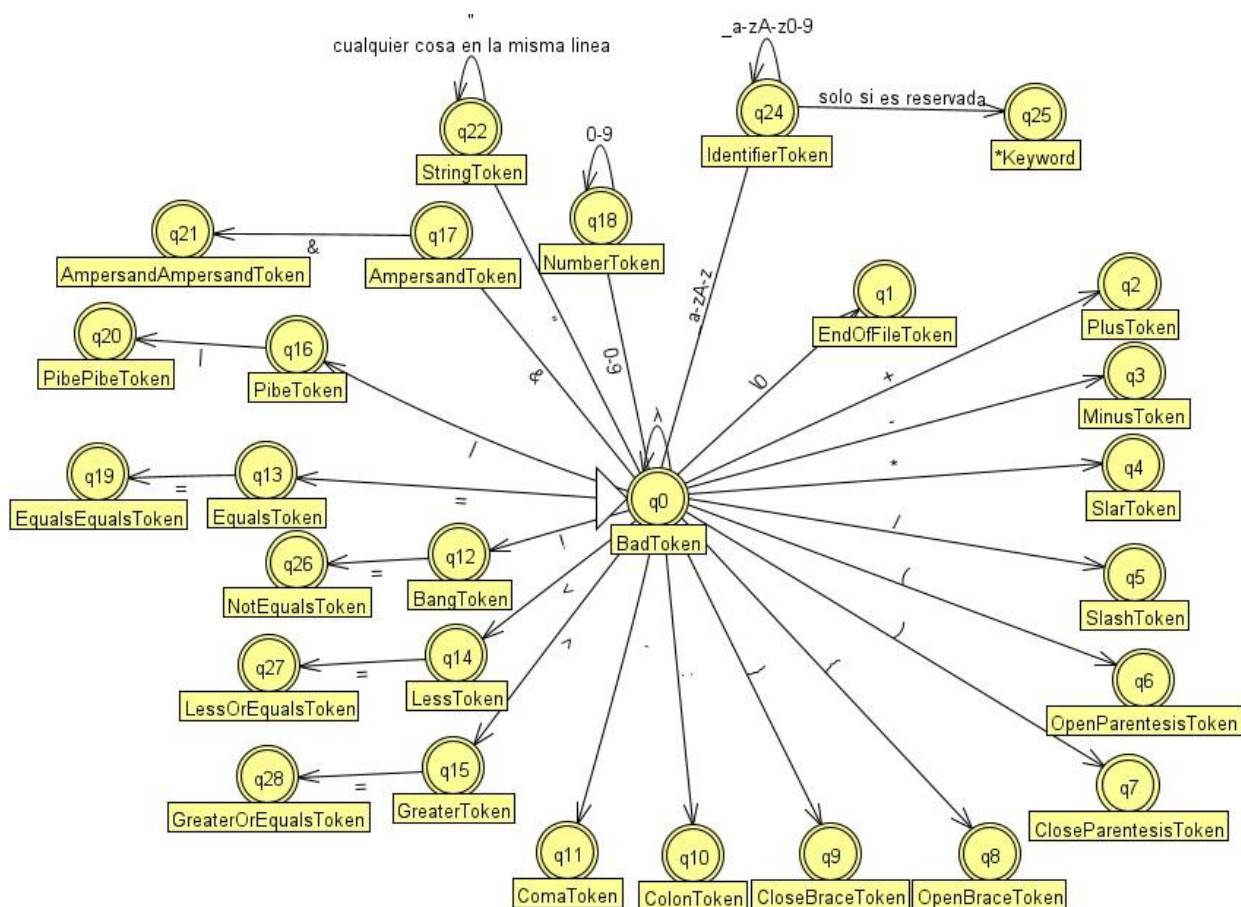 "
cualquier cosa en la misma linea
_a-zA-z0-9
q22
StringToken
0-9
q24
IdentifierToken
solo si es reservada
q25
*Keyword
q18
NumberToken
q21
AmpersandAmpersandToken
&
q17
AmpersandToken
q20
PibePibeToken
|
q16
PibeToken
"
&
0-9
_a-zA-z
q1
EndOfFileToken
\0
q2
PlusToken
+
q3
MinusToken
-
q19
EqualsEqualsToken
=
q13
EqualsToken
|
=
λ
q0
BadToken
*
q4
SlarToken
/
q5
SlashToken
q26
NotEqualsToken
=
q12
BangToken
!
q27
LessOrEqualsToken
=
q14
LessToken
<
q28
GreaterOrEqualsToken
=
q15
GreaterToken
>
(
q6
OpenParentesisToken
)
q7
CloseParentesisToken
,
q11
ComaToken
:
q10
ColonToken
}
q9
CloseBraceToken
{
q8
OpenBraceToken